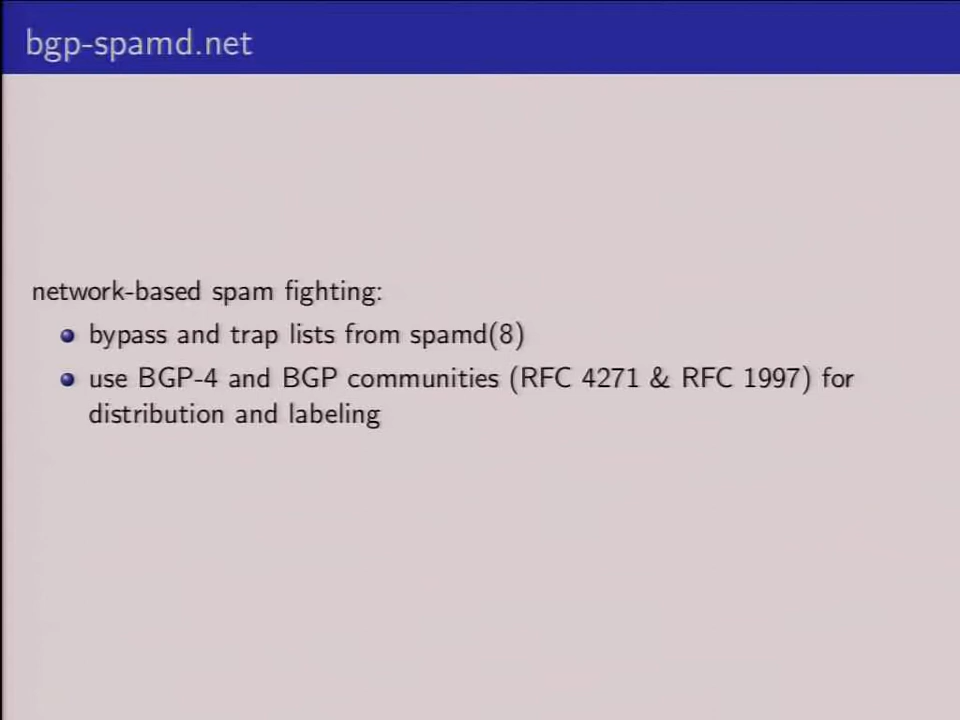 bgp-spamd.net
network-based spam fighting:
bypass and trap lists from spamd(8)
use BGP-4 and BGP communities (RFC 4271 & RFC 1997) for
distribution and labeling